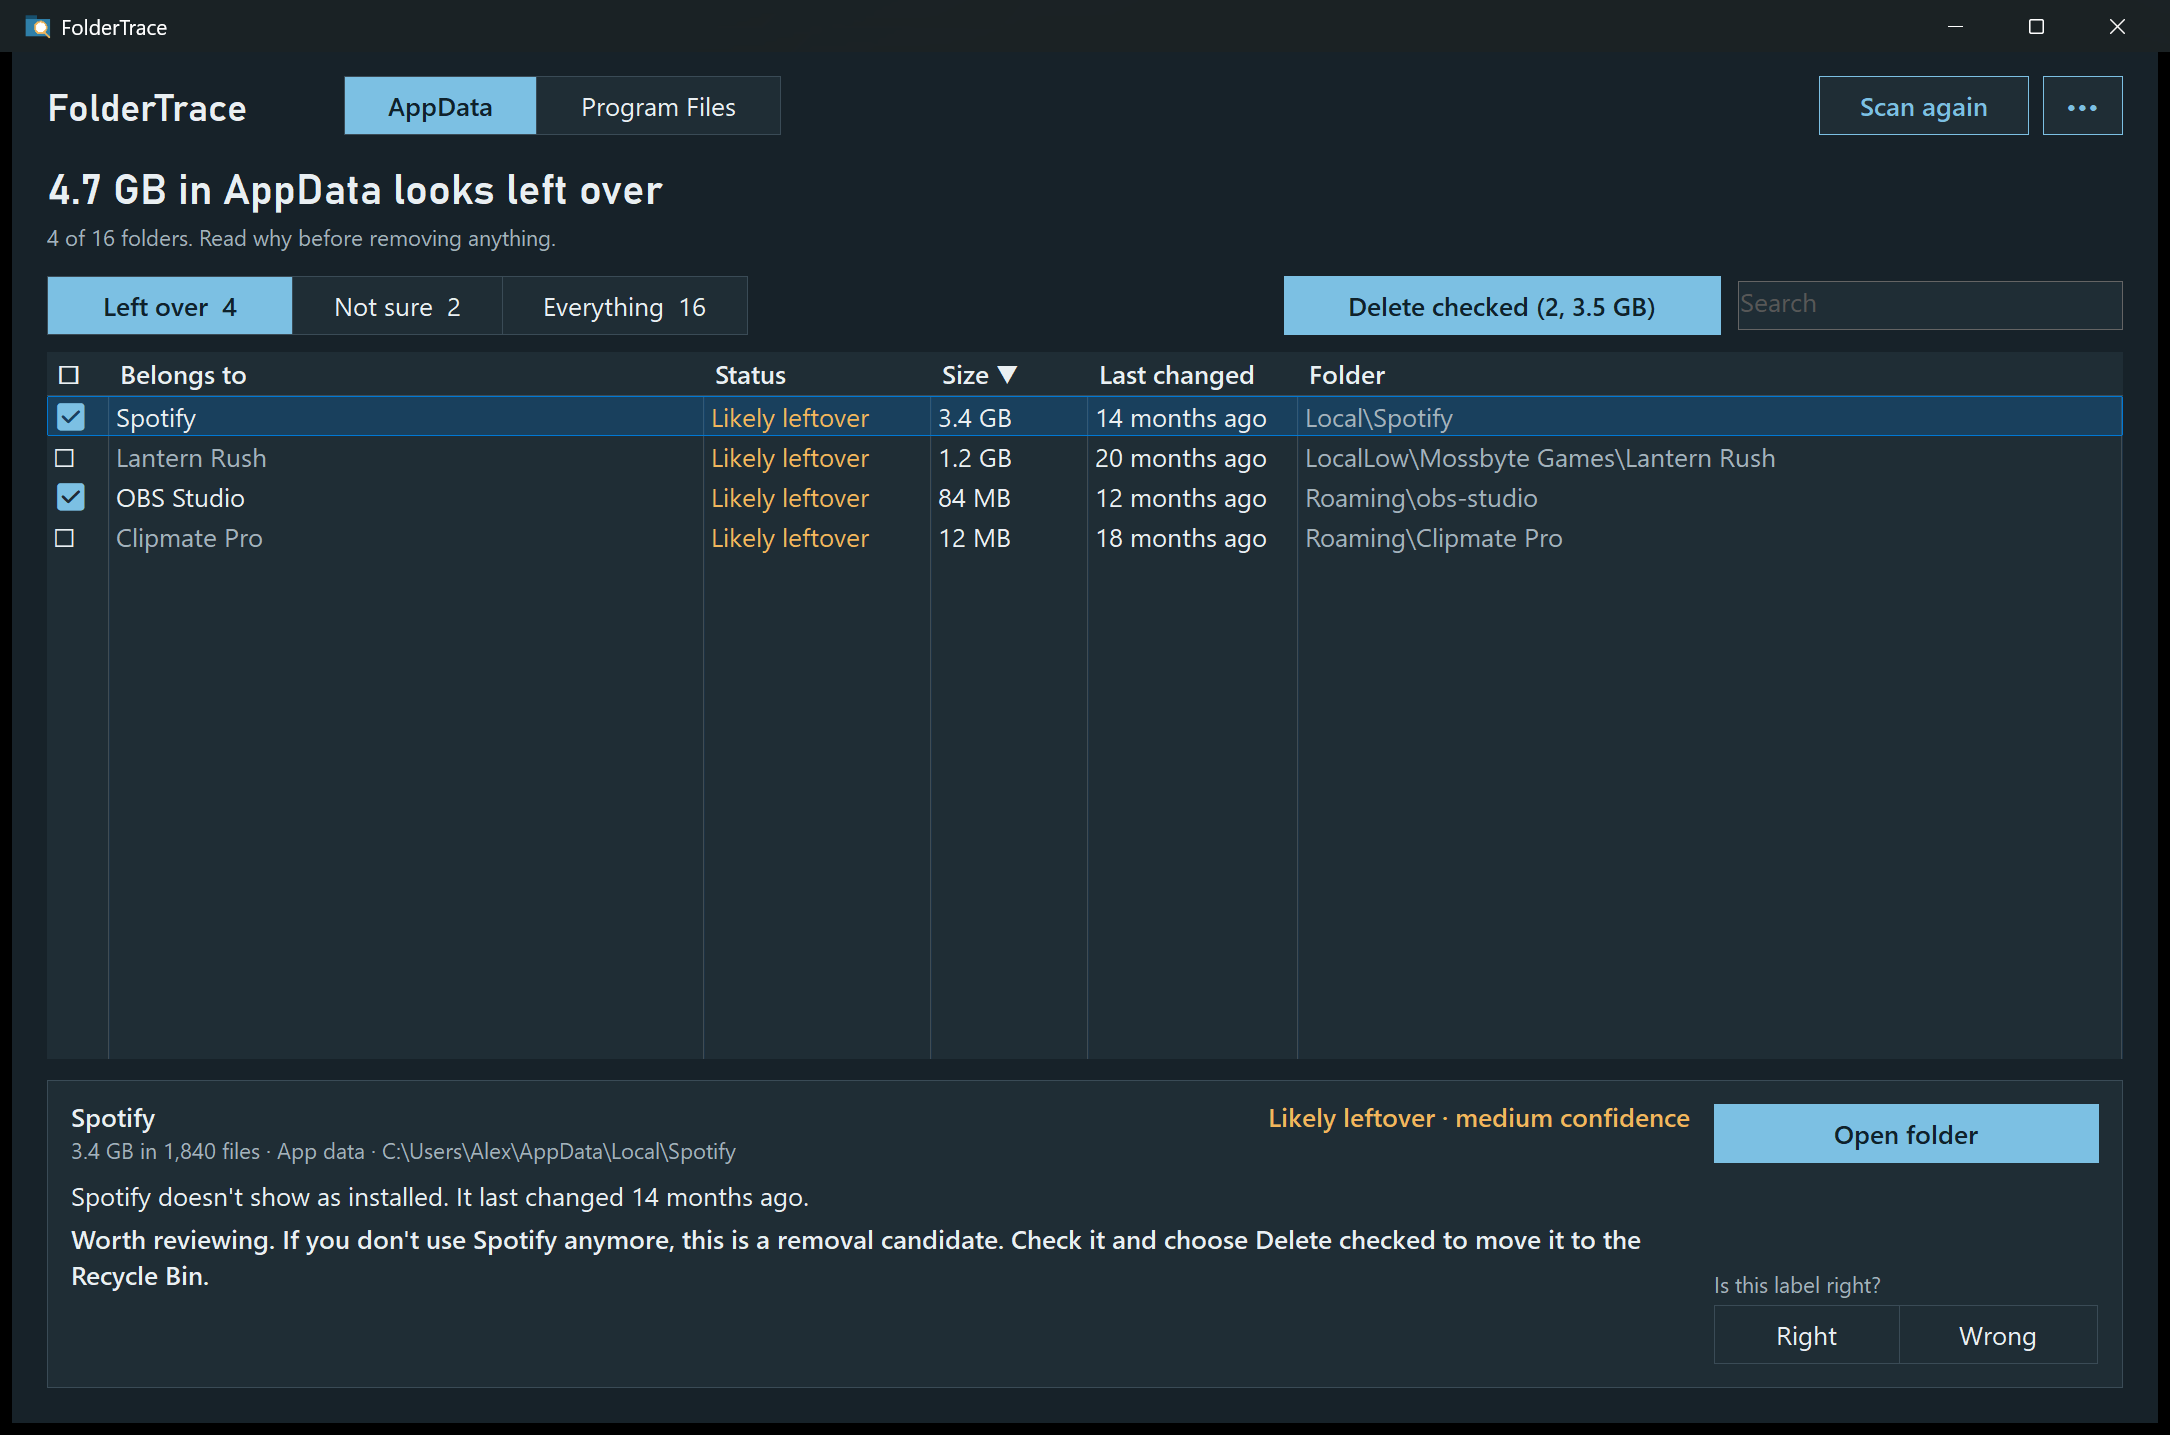 FolderTrace
FolderTrace
AppData
Program Files
Scan again
4.7 GB in AppData looks left over
4 of 16 folders. Read why before removing anything.
Left over 4
Not sure 2
Everything 16
Delete checked (2, 3.5 GB)
Search
Belongs to Status Size ▼ Last changed Folder
Spotify Likely leftover 3.4 GB 14 months ago Local\Spotify
Lantern Rush Likely leftover 1.2 GB 20 months ago LocalLow\Mossbyte Games\Lantern Rush
OBS Studio Likely leftover 84 MB 12 months ago Roaming\obs-studio
Clipmate Pro Likely leftover 12 MB 18 months ago Roaming\Clipmate Pro
Spotify
Likely leftover · medium confidence
Open folder
3.4 GB in 1,840 files · App data · C:\Users\Alex\AppData\Local\Spotify
Spotify doesn't show as installed. It last changed 14 months ago.
Worth reviewing. If you don't use Spotify anymore, this is a removal candidate. Check it and choose Delete checked to move it to the
Recycle Bin.
Is this label right?
Right
Wrong